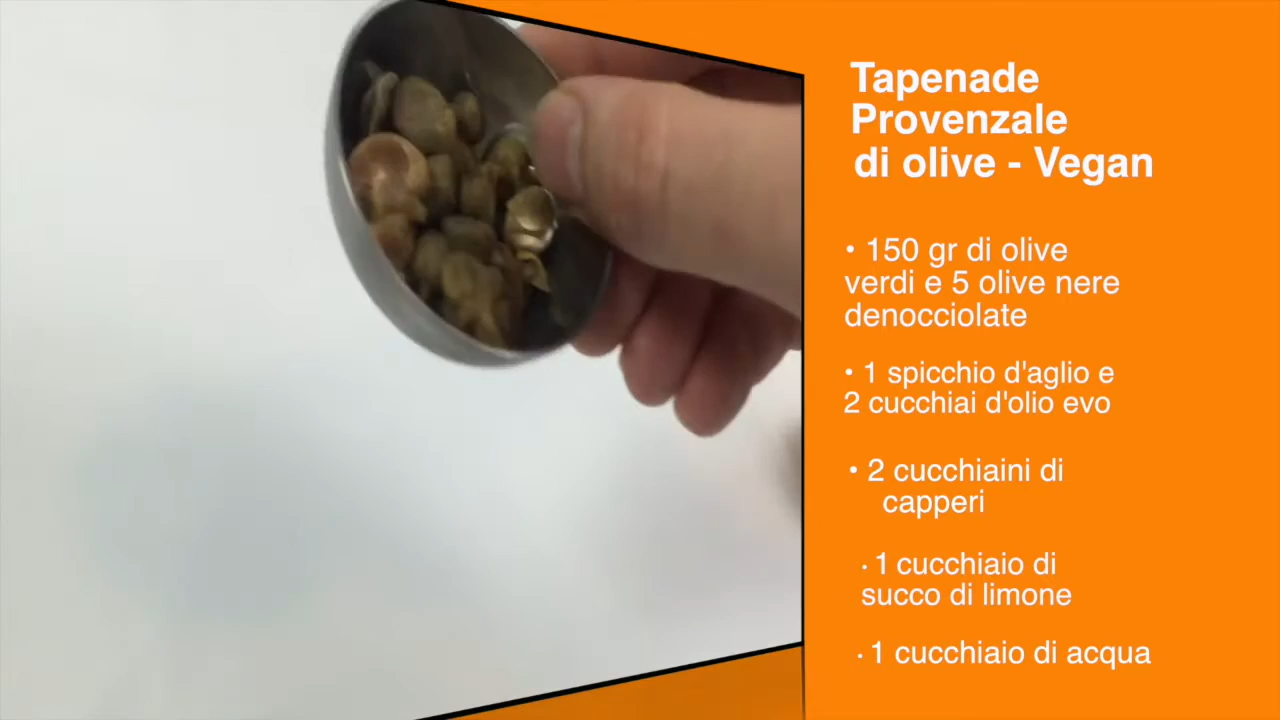 Tapenade
Provenzale
di olive - Vegan
• 150 gr di olive
verdi e 5 olive nere
denocciolate
• 1 spicchio d'aglio e
2 cucchiai d'olio evo
• 2 cucchiaini di
capperi
• 1 cucchiaio di
succo di limone
• 1 cucchiaio di acqua